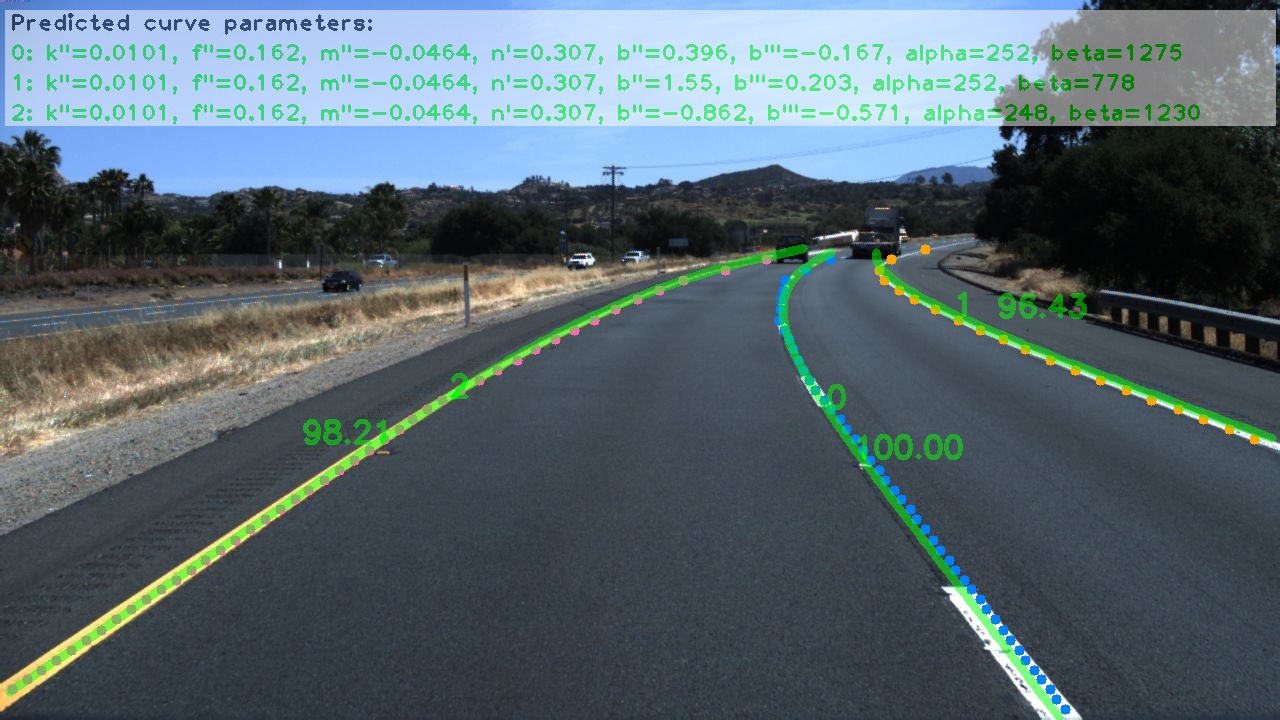 Predicted curve parameters:
0: k''=0.0101, f''=0.162, m''=−0.0464, n'=0.307, b''=0.396, b'''=−0.167, alpha=252, beta=1275
1: k''=0.0101, f''=0.162, m''=−0.0464, n'=0.307, b''=1.55, b'''=0.203, alpha=252, beta=778
2: k''=0.0101, f''=0.162, m''=−0.0464, n'=0.307, b''=−0.862, b'''=−0.571, alpha=248, beta=1230
1 96.43
2
0
98.21
100.00